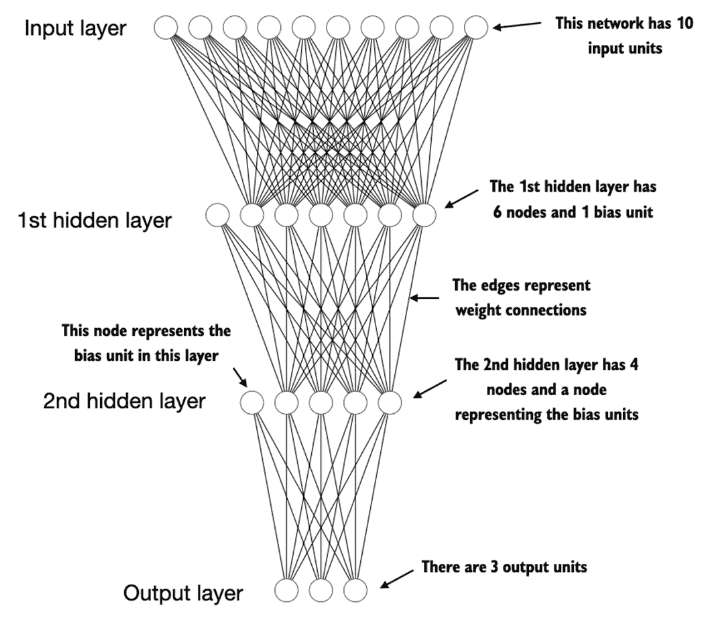 Input layer
This network has 10
input units
The 1st hidden layer has
6 nodes and 1 bias unit
1st hidden layer
The edges represent
weight connections
This node represents the
bias unit in this layer
The 2nd hidden layer has 4
nodes and a node
representing the bias units
2nd hidden layer
There are 3 output units
Output layer